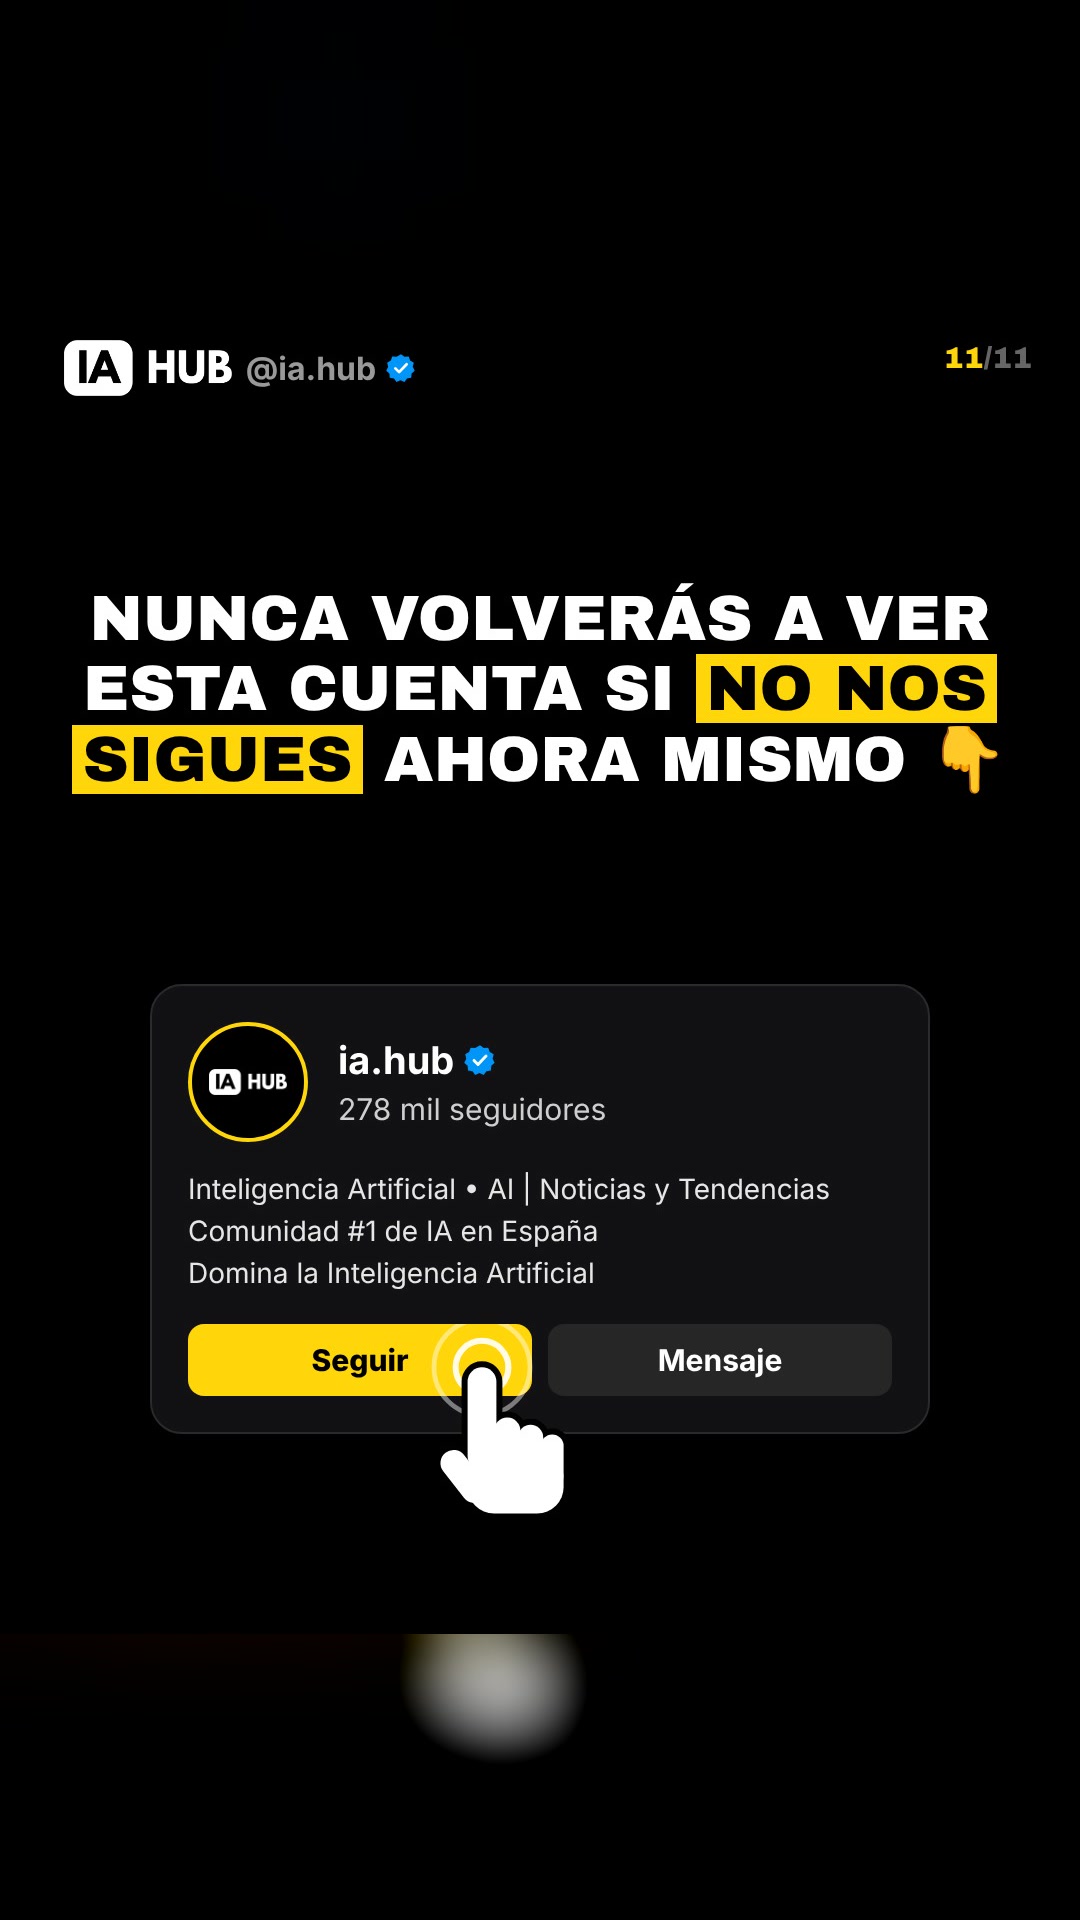 IA HUB @ia.hub
11/11
NUNCA VOLVERÁS A VER
ESTA CUENTA SI NO NOS
SIGUES AHORA MISMO 👇
IA HUB
ia.hub
278 mil seguidores
Inteligencia Artificial • AI | Noticias y Tendencias
Comunidad #1 de IA en España
Domina la Inteligencia Artificial
Seguir
Mensaje